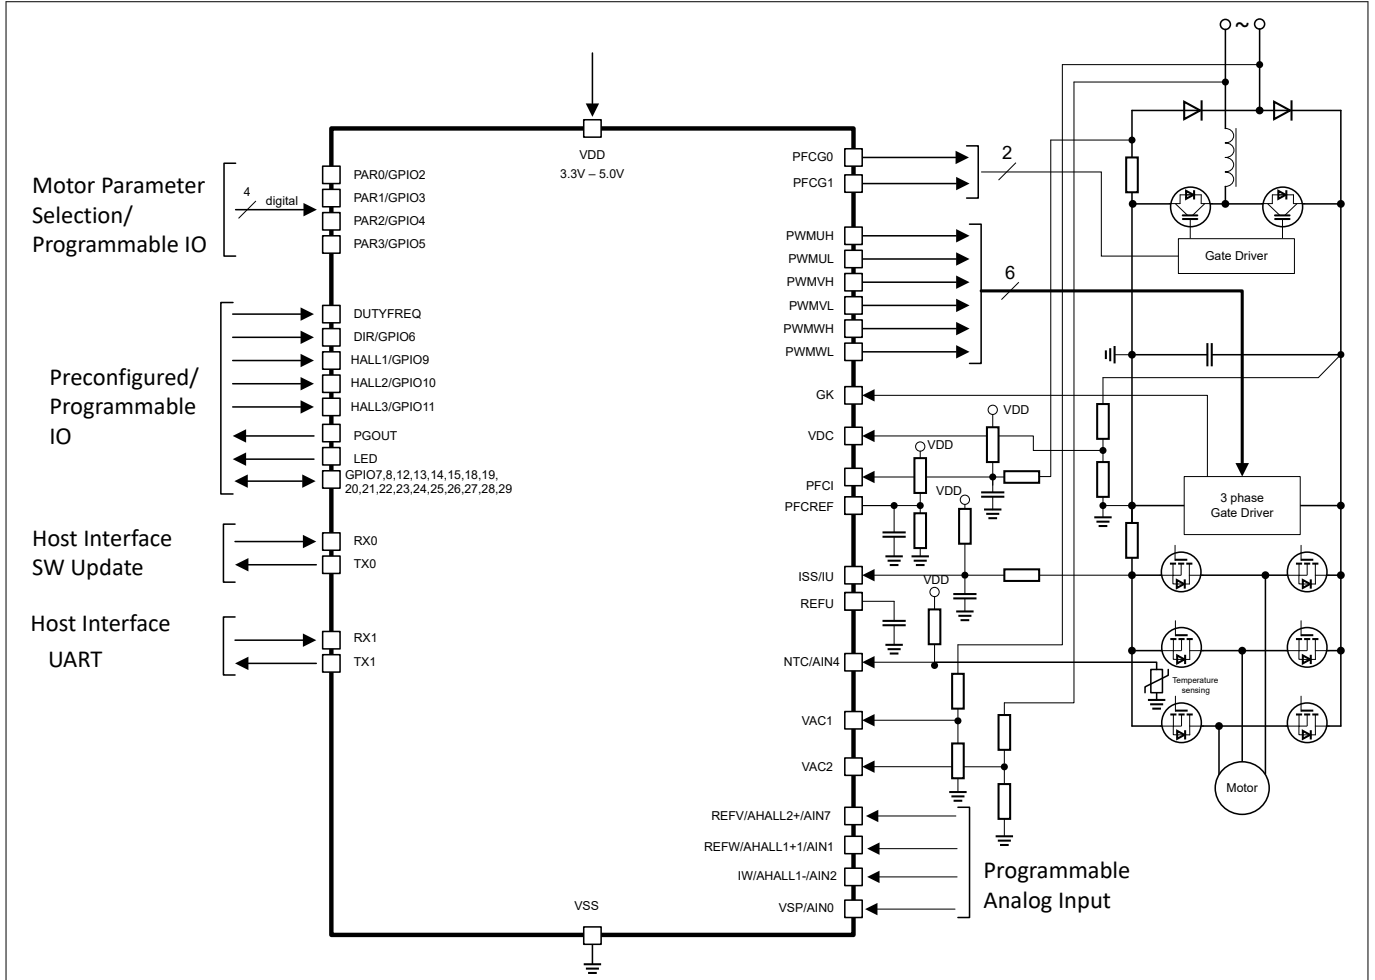 ~
VDD
3.3V – 5.0V
Motor Parameter
Selection/
Programmable IO
4
digital
PAR0/GPIO2
PAR1/GPIO3
PAR2/GPIO4
PAR3/GPIO5
Preconfigured/
Programmable
IO
DUTYFREQ
DIR/GPIO6
HALL1/GPIO9
HALL2/GPIO10
HALL3/GPIO11
PGOUT
LED
GPIO7,8,12,13,14,15,18,19,
20,21,22,23,24,25,26,27,28,29
Host Interface
SW Update
RX0
TX0
Host Interface
UART
RX1
TX1
VSS
PFCG0
PFCG1
2
PWMUH
PWMUL
PWMVH
PWMVL
PWMWH
PWMWL
6
GK
VDC
PFCI
PFCREF
VDD
VDD
VDD
ISS/IU
REFU
VDD
NTC/AIN4
VAC1
VAC2
REFV/AHALL2+/AIN7
REFW/AHALL1+1/AIN1
IW/AHALL1-/AIN2
VSP/AIN0
Programmable
Analog Input
Gate Driver
3 phase
Gate Driver
Temperature
sensing
Motor